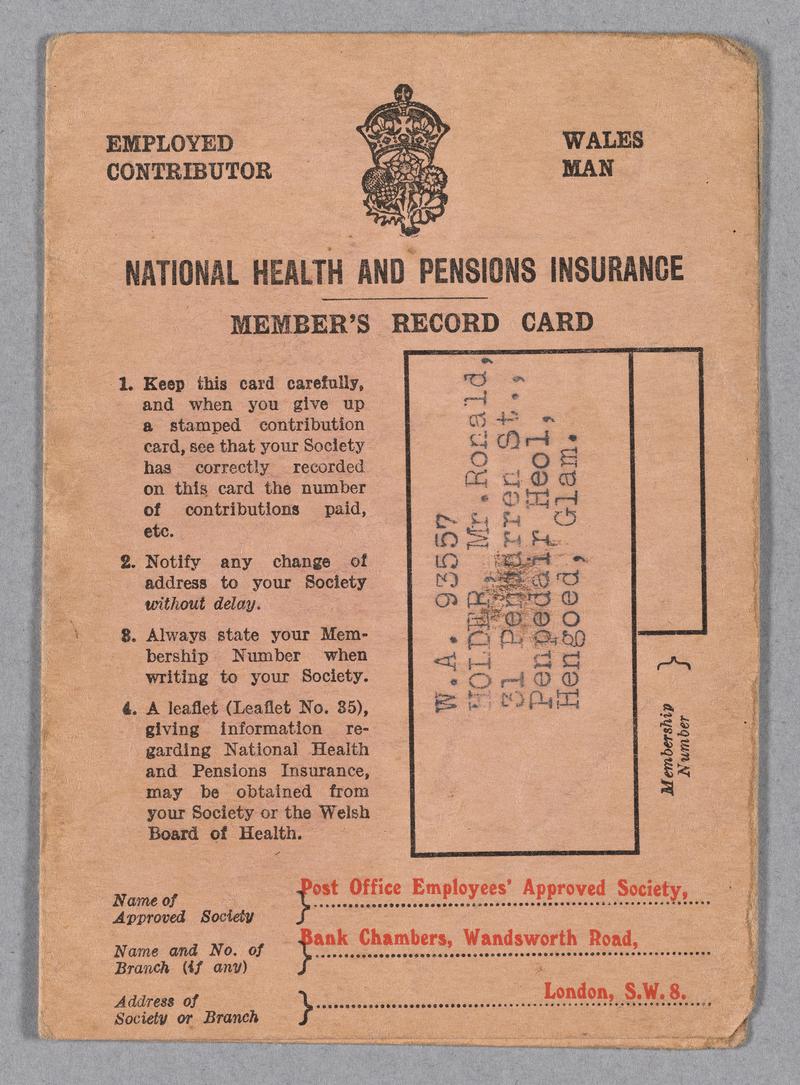 EMPLOYED
CONTRIBUTOR
WALES
MAN
NATIONAL HEALTH AND PENSIONS INSURANCE
MEMBER'S RECORD CARD
1. Keep this card carefully,
and when you give up
a stamped contribution
card, see that your Society
has correctly recorded
on this card the number
of contributions paid,
etc.
2. Notify any change of
address to your Society
without delay.
3. Always state your Mem-
bership Number when
writing to your Society.
4. A leaflet (Leaflet No. 35),
giving information re-
garding National Health
and Pensions Insurance,
may be obtained from
your Society or the Welsh
Board of Health.
W.A. 93557
HOLDER, Mr.Ronald,
31 Penydarren St.,
Penpedair Heol,
Hengoed, Glam.
Membership
Number
Name of
Approved Society
Post Office Employees' Approved Society,
Name and No. of
Branch (if any)
Bank Chambers, Wandsworth Road,
Address of
Society or Branch
London, S.W.8.